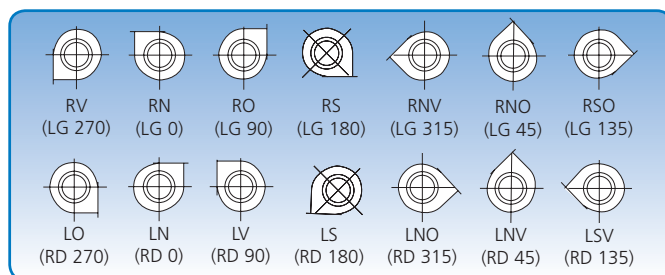 RV RN RO RS RNV RNO RSO
(LG 270) (LG 0) (LG 90) (LG 180) (LG 315) (LG 45) (LG 135)
LO LN LV LS LNO LNV LSV
(RD 270) (RD 0) (RD 90) (RD 180) (RD 315) (RD 45) (RD 135)